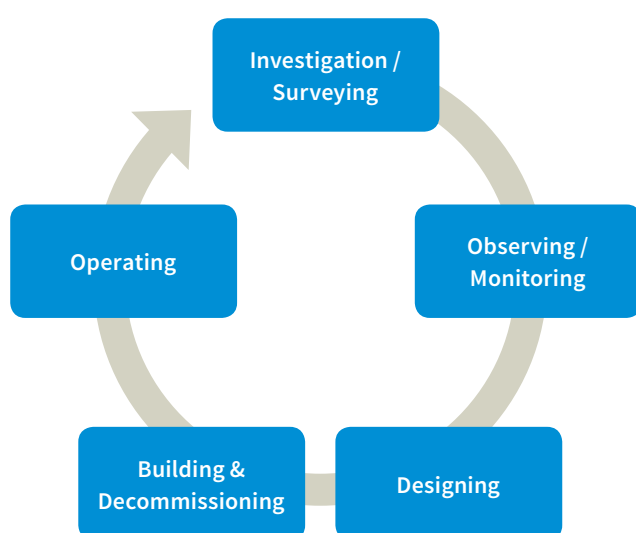 Investigation /
Surveying
Observing /
Monitoring
Designing
Building &
Decommissioning
Operating